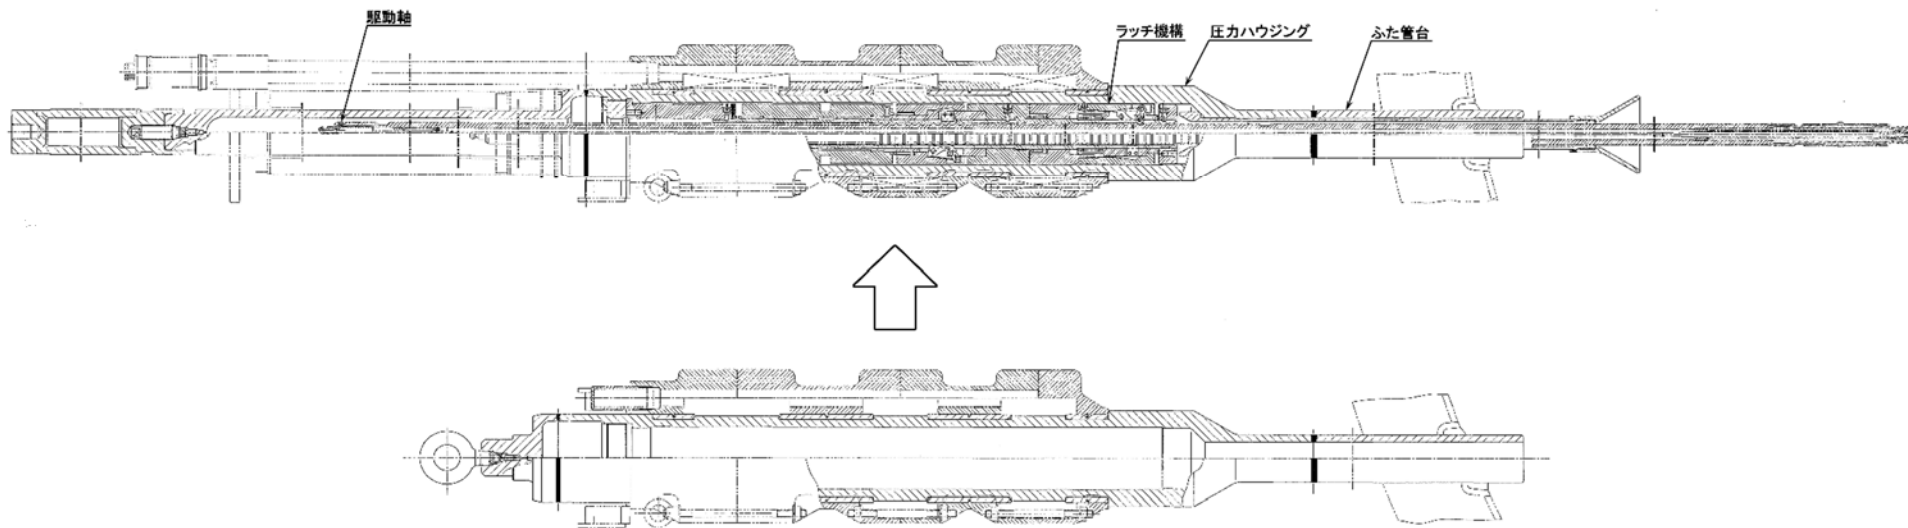 駆動軸
ラッチ機構
圧力ハウジング
ふた管台